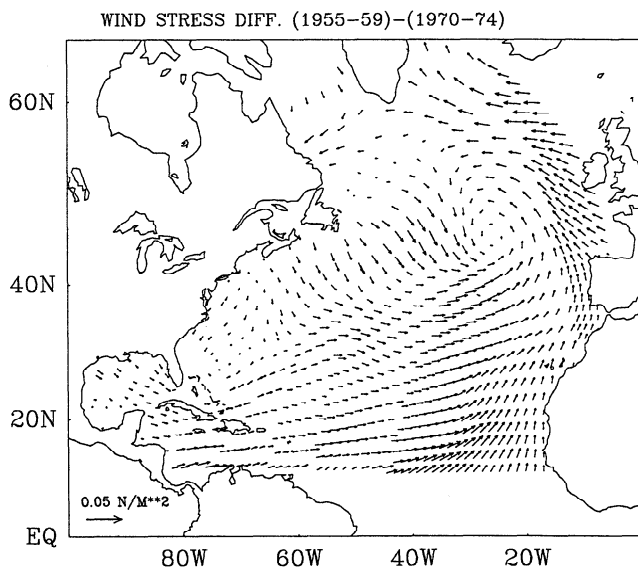 WIND STRESS DIFF. (1955-59)-(1970-74)
60N
40N
20N
0.05 N/M**2
EQ
80W 60W 40W 20W